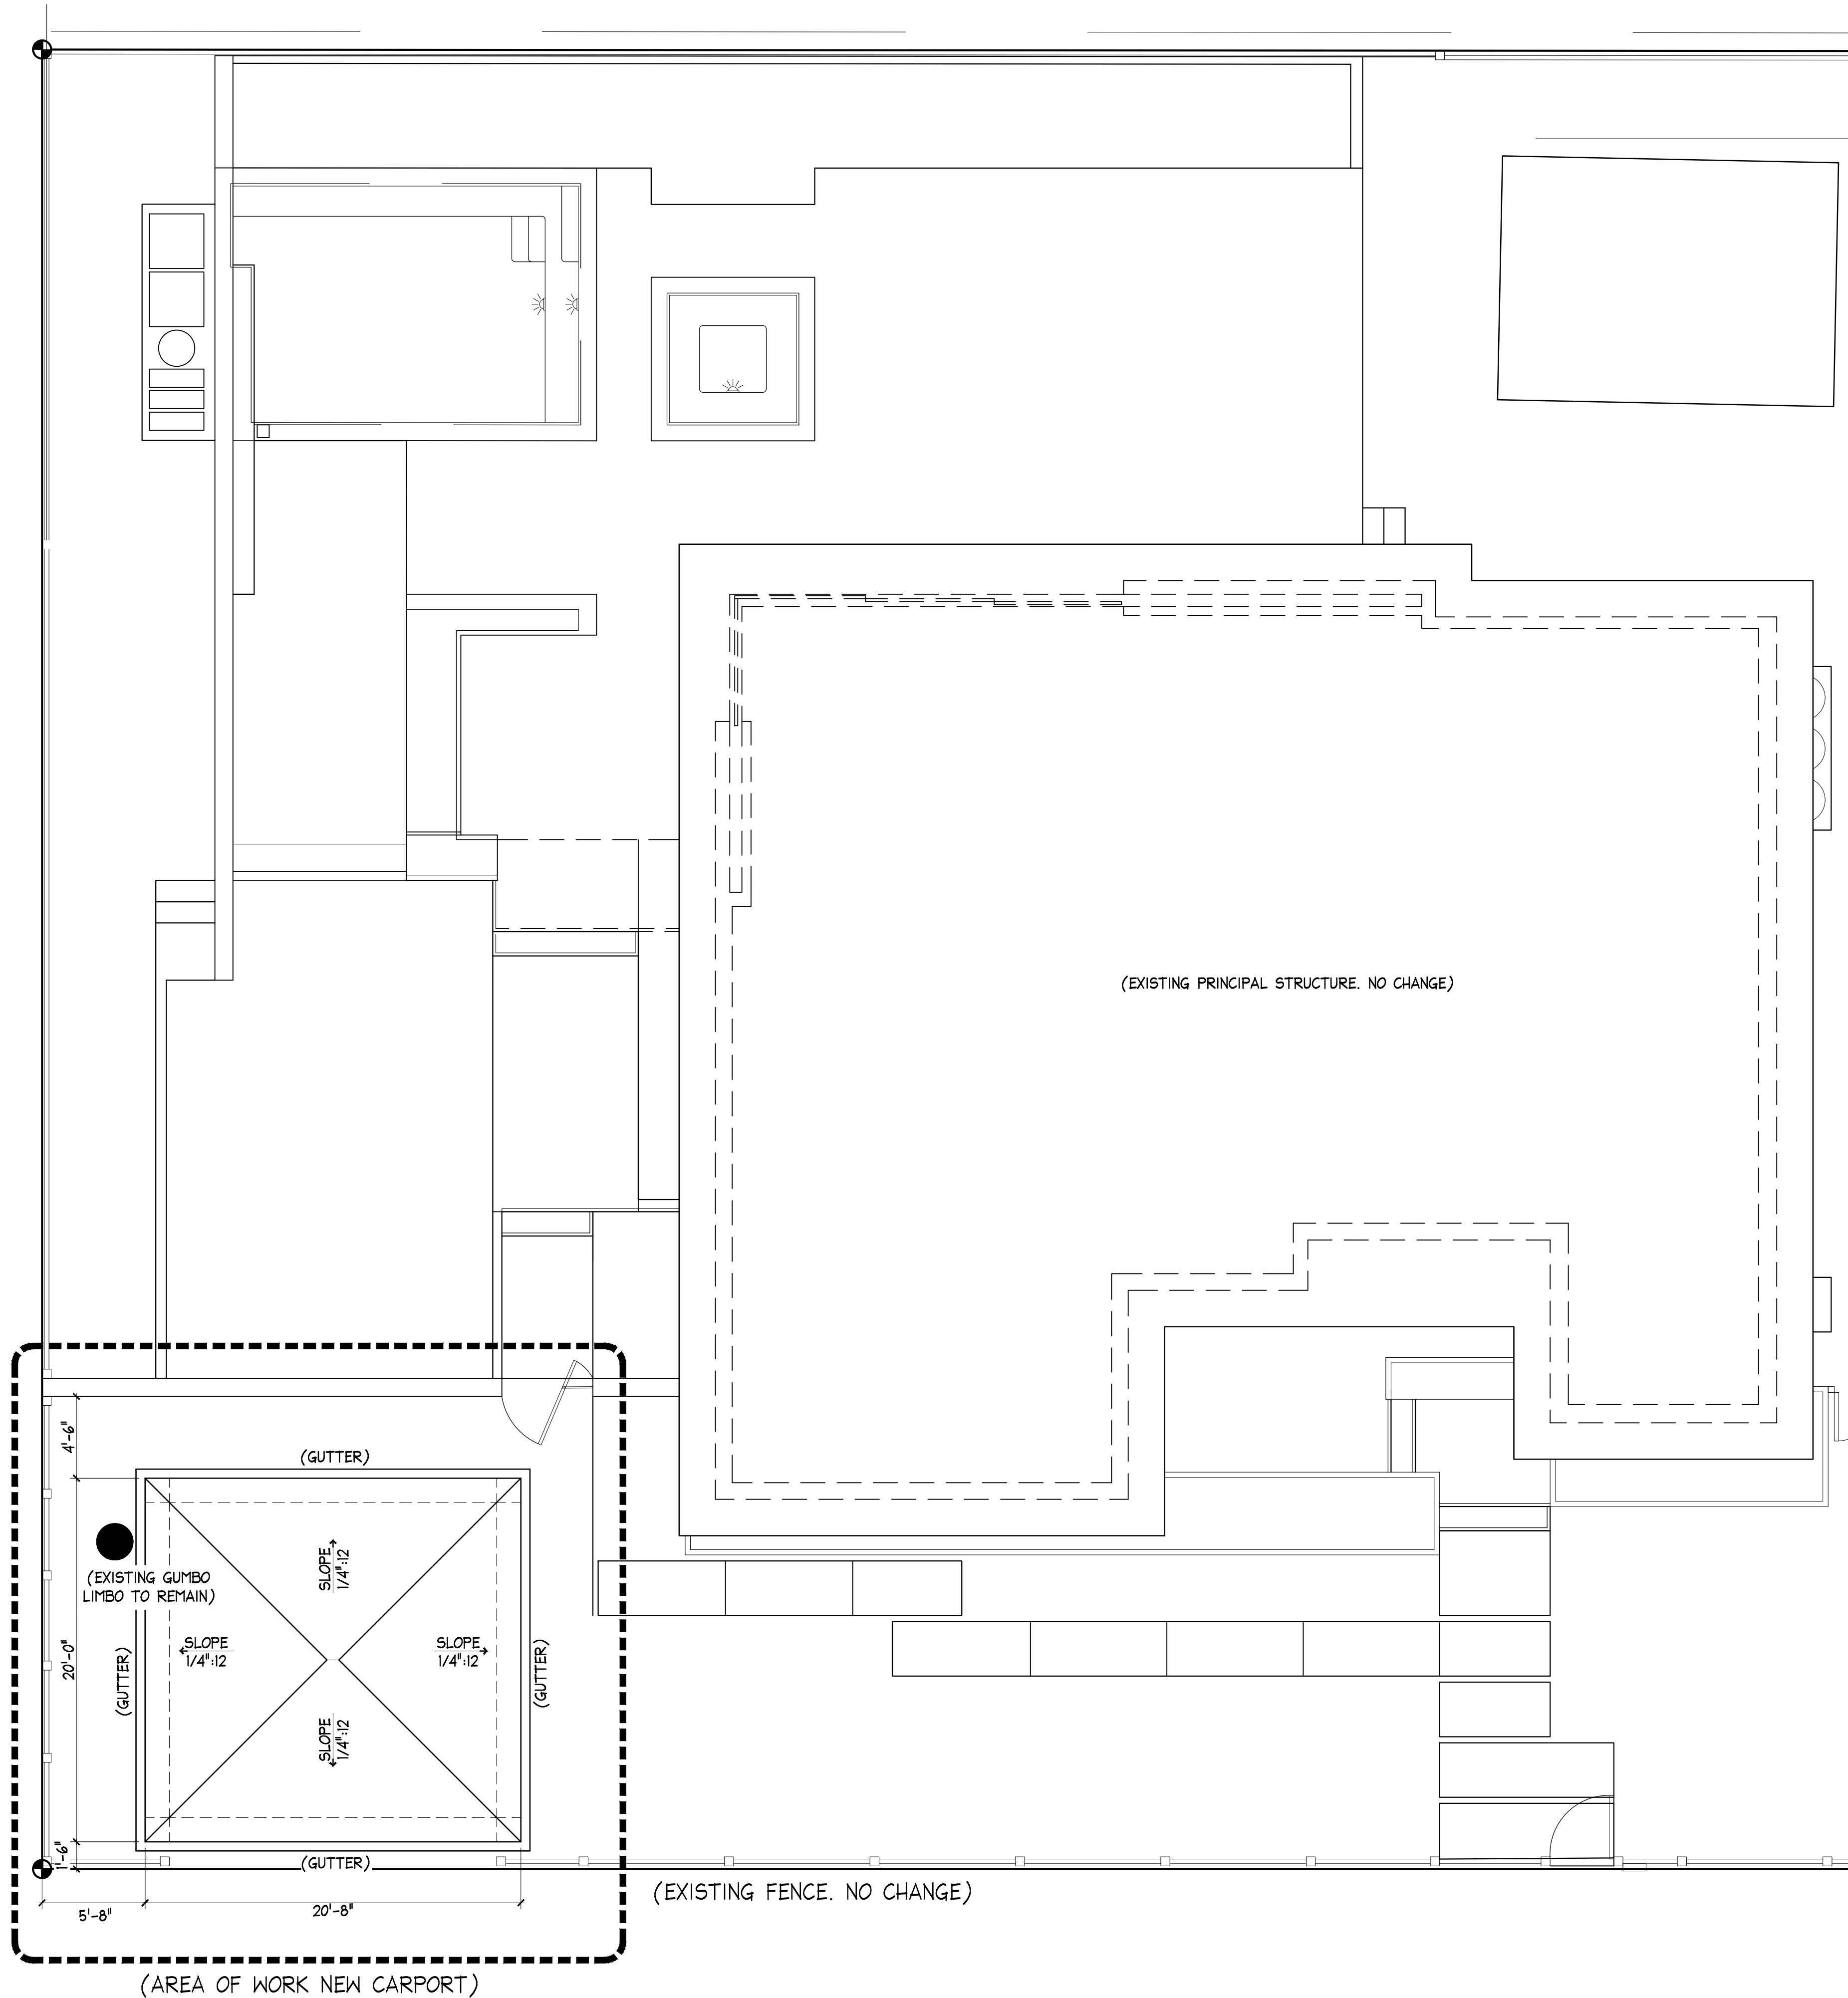 (EXISTING PRINCIPAL STRUCTURE. NO CHANGE)
4'-6"
(GUTTER)
(EXISTING GUMBO
LIMBO TO REMAIN)
SLOPE
1/4":12
20'-0"
SLOPE
1/4":12
SLOPE
1/4":12
(GUTTER)
(GUTTER)
SLOPE
1/4":12
1'-6"
(GUTTER)
5'-8"
20'-8"
(EXISTING FENCE. NO CHANGE)
(AREA OF WORK NEW CARPORT)